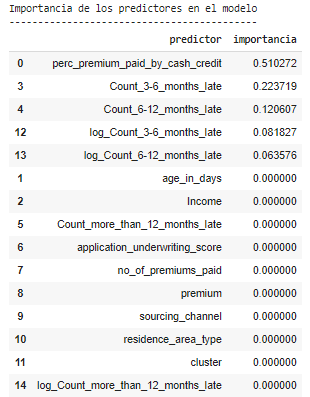 Importancia de los predictores en el modelo
-------------------------------------------
predictor importancia
0 perc_premium_paid_by_cash_credit 0.510272
3 Count_3-6_months_late 0.223719
4 Count_6-12_months_late 0.120607
12 log_Count_3-6_months_late 0.081827
13 log_Count_6-12_months_late 0.063576
1 age_in_days 0.000000
2 Income 0.000000
5 Count_more_than_12_months_late 0.000000
6 application_underwriting_score 0.000000
7 no_of_premiums_paid 0.000000
8 premium 0.000000
9 sourcing_channel 0.000000
10 residence_area_type 0.000000
11 cluster 0.000000
14 log_Count_more_than_12_months_late 0.000000